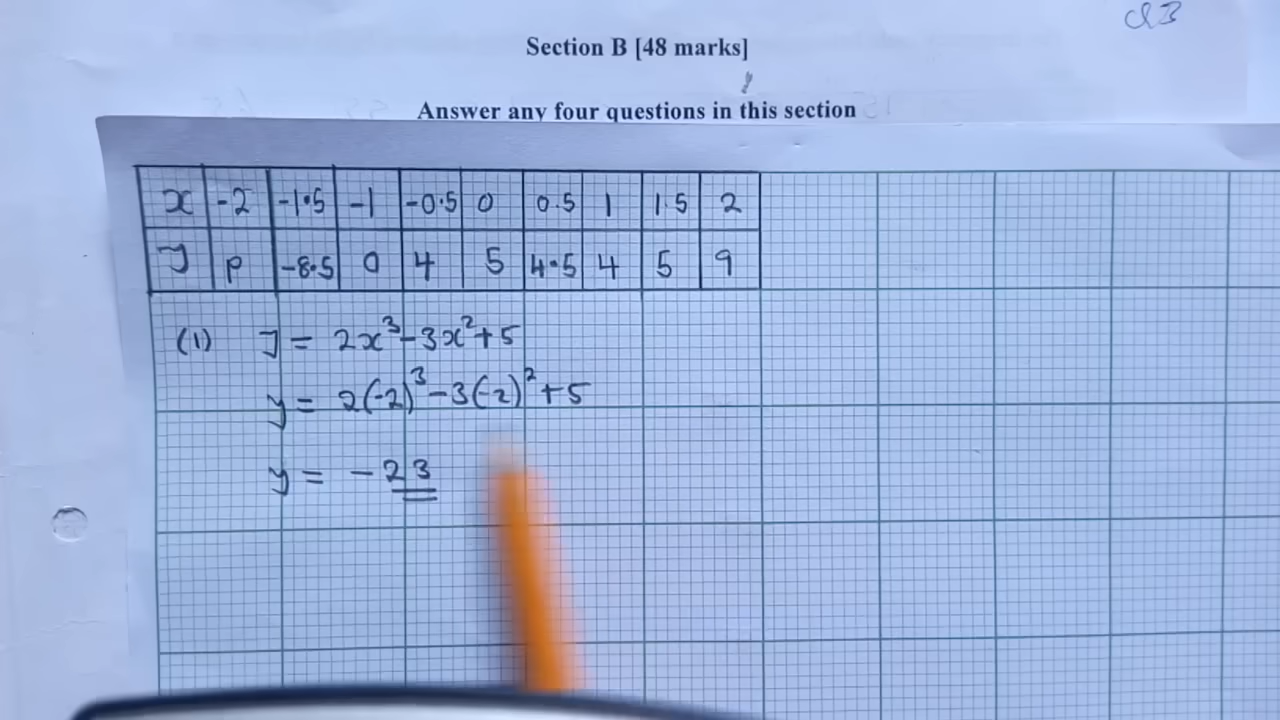 Q3
Section B [48 marks]
Answer any four questions in this section
x -2 -1.5 -1 -0.5 0 0.5 1 1.5 2
y p -8.5 0 4 5 4.5 4 5 9
(1) y = 2x³-3x²+5
y = 2(-2)³-3(-2)²+5
y = -23